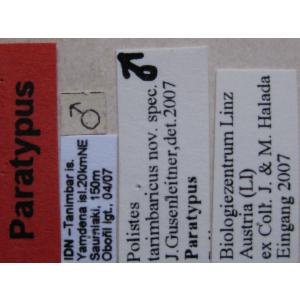 Paratypus
♂
IDN –Tanimbar is.
Yamdena isl.20kmNE
Saumlaki, 150m
Obořil lgt., 04/07
♂
Polistes
tarimbaricus nov. spec.
J.Gusenleitner,det.2007
Paratypus
Biologiezentrum Linz
Austria (LI)
ex Coll. J. & M. Halada
Eingang 2007